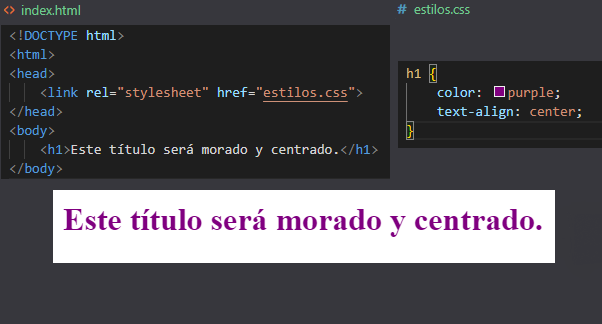 index.html
<!DOCTYPE html>
<html>
<head>
<link rel="stylesheet" href="estilos.css">
</head>
<body>
<h1>Este título será morado y centrado.</h1>
</body>
# estilos.css
h1 {
color: purple;
text-align: center;
}
Este título será morado y centrado.